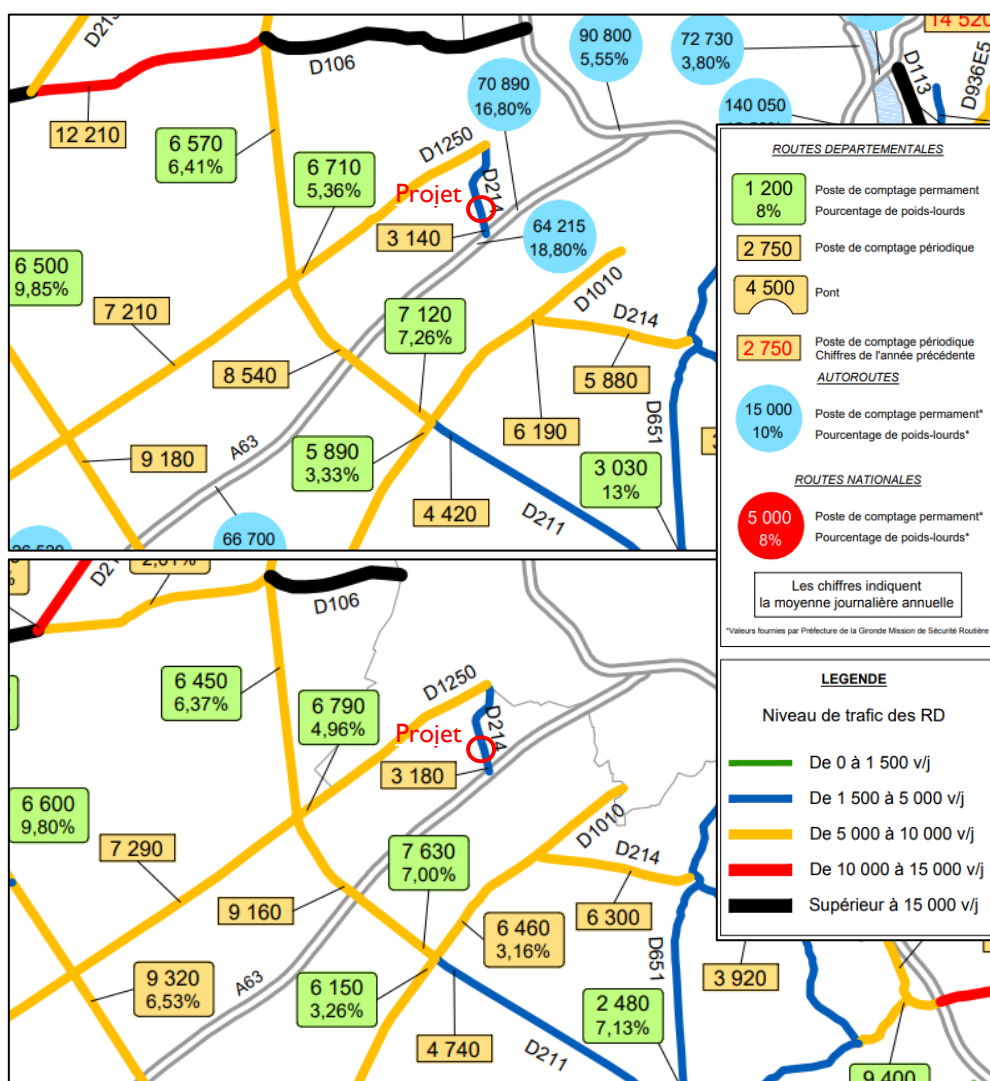 D213
D106
12 210
6 570
6,41%
6 710
5,36%
D1250
70 890
16,80%
90 800
5,55%
72 730
3,80%
140 050
14 520
D113
D936E5
Projet
D214
3 140
64 215
18,80%
6 500
9,85%
7 210
7 120
7,26%
D1010
D214
8 540
5 880
A63
6 190
D651
9 180
5 890
3,33%
3 030
13%
4 420
D211
66 700
ROUTES DEPARTEMENTALES
1 200
8%
Poste de comptage permament
Pourcentage de poids-lourds
2 750
Poste de comptage périodique
4 500
Pont
2 750
Poste de comptage périodique
Chiffres de l'année précédente
AUTOROUTES
15 000
10%
Poste de comptage permament*
Pourcentage de poids-lourds*
ROUTES NATIONALES
5 000
8%
Poste de comptage permament*
Pourcentage de poids-lourds*
Les chiffres indiquent
la moyenne journalière annuelle
*Valeurs fournies par Préfecture de la Gironde Mission de Sécurité Routière
LEGENDE
Niveau de trafic des RD
De 0 à 1 500 v/j
De 1 500 à 5 000 v/j
De 5 000 à 10 000 v/j
De 10 000 à 15 000 v/j
Supérieur à 15 000 v/j
2,01%
D106
6 450
6,37%
6 790
4,96%
D1250
Projet
D214
3 180
6 600
9,80%
7 290
7 630
7,00%
D1010
D214
9 160
6 460
3,16%
6 300
D651
9 320
6,53%
A63
6 150
3,26%
2 480
7,13%
3 920
4 740
D211
9 400